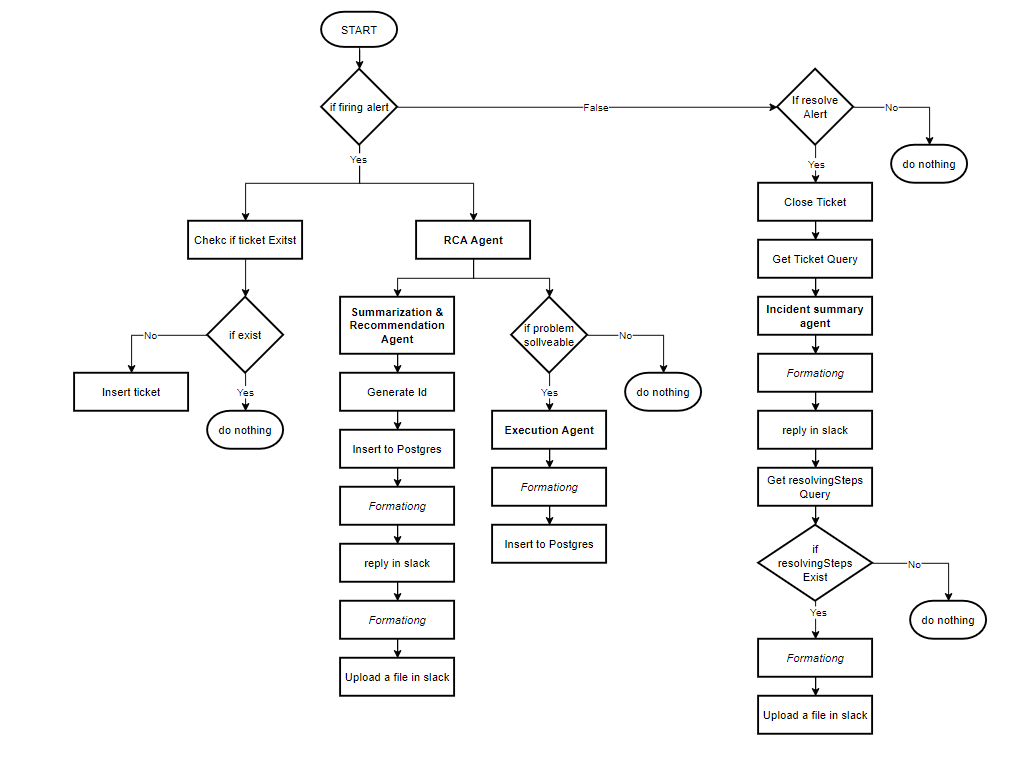 START
if firing alert
False
If resolve
Alert
No
do nothing
Yes
Yes
Chekc if ticket Exitst
RCA Agent
Close Ticket
Get Ticket Query
Incident summary
agent
Formationg
reply in slack
Get resolvingSteps
Query
if
resolvingSteps
Exist
No
do nothing
Yes
Formationg
Upload a file in slack
if exist
No
Insert ticket
Yes
do nothing
Summarization &
Recommendation
Agent
Generate Id
Insert to Postgres
Formationg
reply in slack
Formationg
Upload a file in slack
if problem
sollveable
No
do nothing
Yes
Execution Agent
Formationg
Insert to Postgres